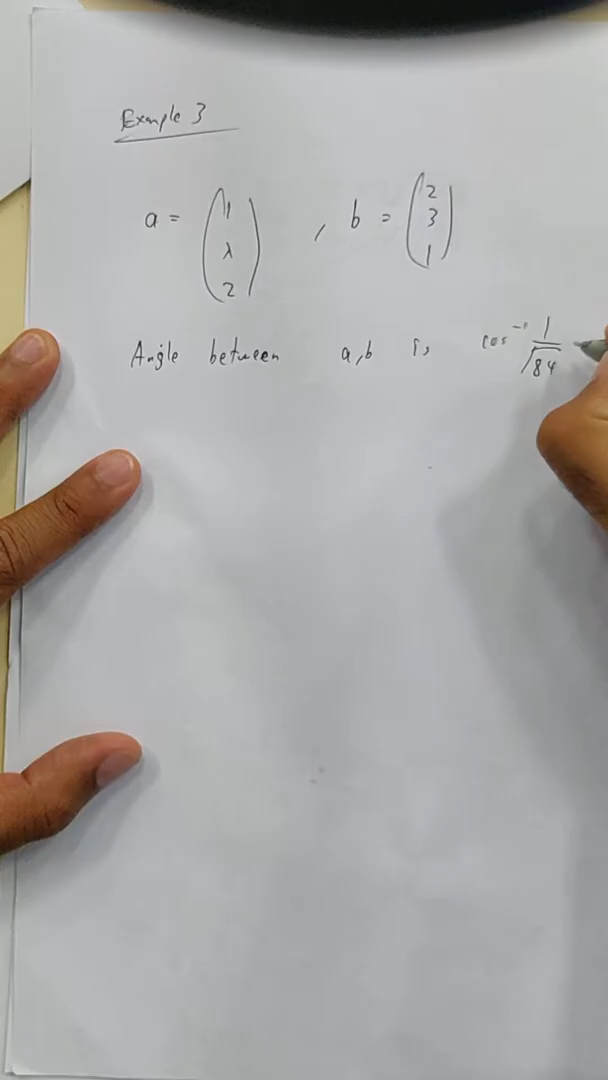 Example 3
a = (1 λ 2) , b = (2 3 1)
Angle between a,b is cos⁻¹ 1/√84